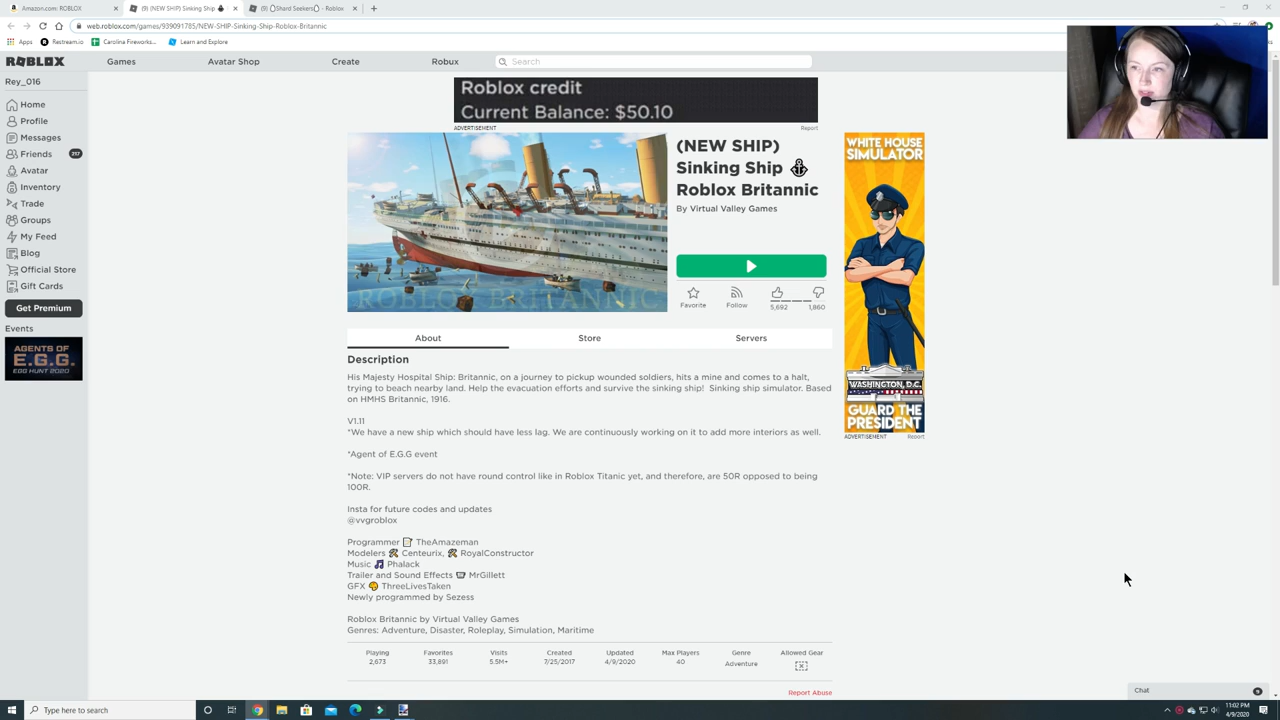 Amazon.com: ROBLOX
(9) (NEW SHIP) Sinking Ship
(9) Shard Seekers - Roblox
web.roblox.com/games/939091785/NEW-SHIP-Sinking-Ship-Roblox-Britannic
Apps
Restream.io
Carolina Fireworks...
Learn and Explore
ROBLOX
Games
Avatar Shop
Create
Robux
Search
Rey_016
Home
Profile
Messages
Friends
Avatar
Inventory
Trade
Groups
My Feed
Blog
Official Store
Gift Cards
Get Premium
Events
AGENTS OF
E.G.G.
EGG HUNT 2020
Roblox credit
Current Balance: $50.10
ADVERTISEMENT
Report
(NEW SHIP)
Sinking Ship
Roblox Britannic
By Virtual Valley Games
Favorite
Follow
5,692
1,860
WHITE HOUSE
SIMULATOR
WASHINGTON, D.C.
GUARD THE
PRESIDENT
ADVERTISEMENT
Report
About
Store
Servers
Description
His Majesty Hospital Ship: Britannic, on a journey to pickup wounded soldiers, hits a mine and comes to a halt,
trying to beach nearby land. Help the evacuation efforts and survive the sinking ship! Sinking ship simulator. Based
on HMHS Britannic, 1916.
V1.11
*We have a new ship which should have less lag. We are continuously working on it to add more interiors as well.
*Agent of E.G.G event
*Note: VIP servers do not have round control like in Roblox Titanic yet, and therefore, are 50R opposed to being
100R.
Insta for future codes and updates
@vvgroblox
Programmer 📝 TheAmazeman
Modelers 🛠 Centeurix, 🛠 RoyalConstructor
Music 🎵 Phalack
Trailer and Sound Effects MrGillett
GFX 🎨 ThreeLivesTaken
Newly programmed by Sezess
Roblox Britannic by Virtual Valley Games
Genres: Adventure, Disaster, Roleplay, Simulation, Maritime
Playing
2,673
Favorites
33,891
Visits
5.5M+
Created
7/25/2017
Updated
4/9/2020
Max Players
40
Genre
Adventure
Allowed Gear
Report Abuse
Chat
Type here to search
11:02 PM
4/9/2020